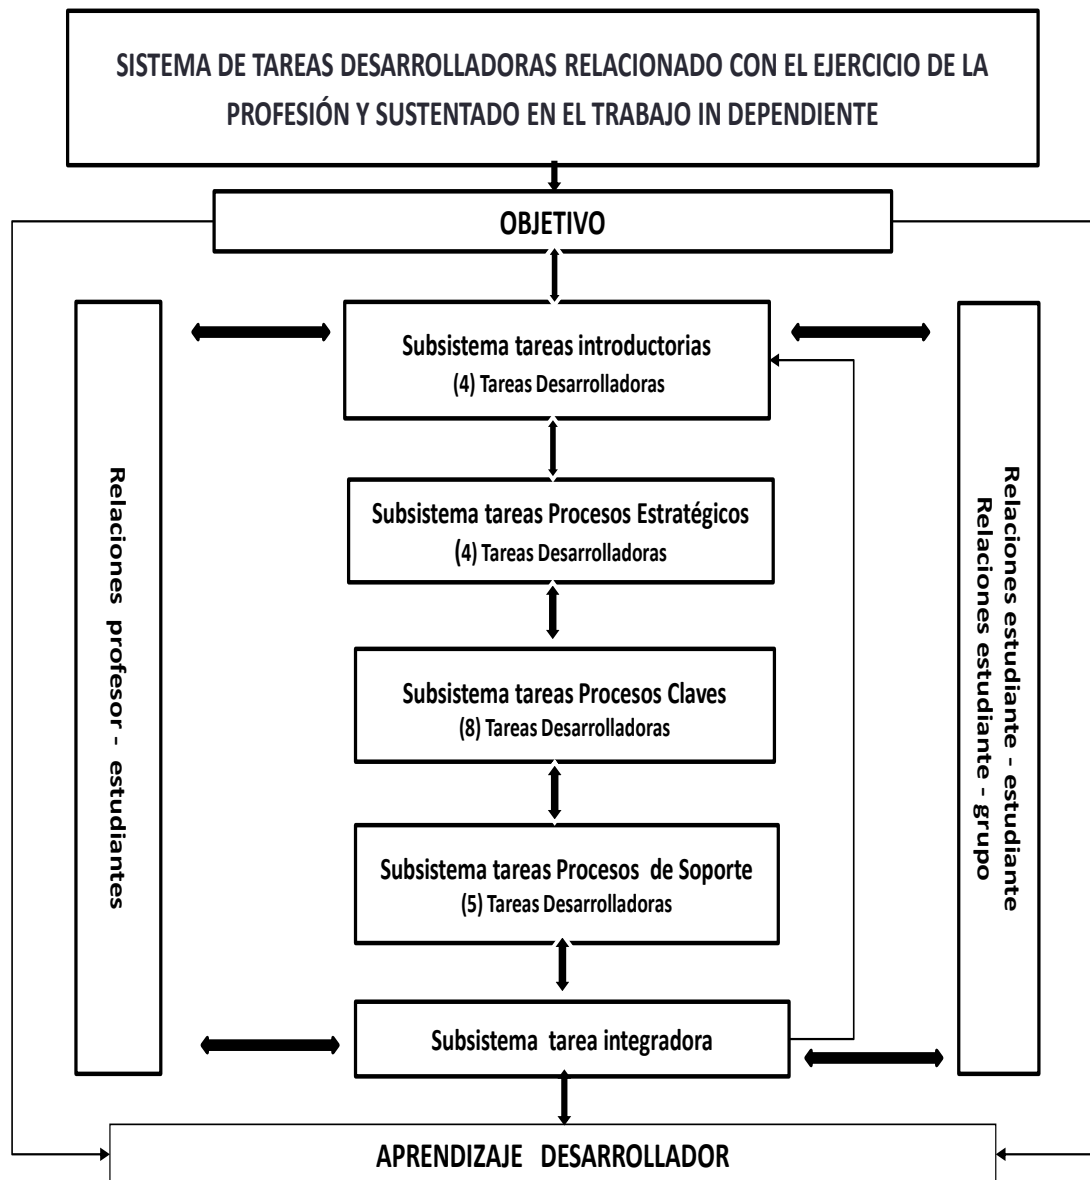 SISTEMA DE TAREAS DESARROLLADORAS RELACIONADO CON EL EJERCICIO DE LA
PROFESIÓN Y SUSTENTADO EN EL TRABAJO IN DEPENDIENTE
OBJETIVO
Subsistema tareas introductorias
(4) Tareas Desarrolladoras
Subsistema tareas Procesos Estratégicos
(4) Tareas Desarrolladoras
Subsistema tareas Procesos Claves
(8) Tareas Desarrolladoras
Subsistema tareas Procesos de Soporte
(5) Tareas Desarrolladoras
Subsistema tarea integradora
Relaciones profesor - estudiantes
Relaciones estudiante - estudiante
Relaciones estudiante - grupo
APRENDIZAJE DESARROLLADOR